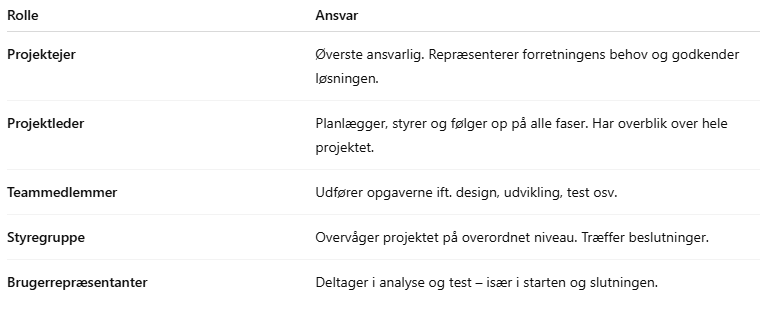 Rolle Ansvar
Projektejer Øverste ansvarlig. Repræsenterer forretningens behov og godkender
løsningen.
Projektleder Planlægger, styrer og følger op på alle faser. Har overblik over hele
projektet.
Teammedlemmer Udfører opgaverne ift. design, udvikling, test osv.
Styregruppe Overvåger projektet på overordnet niveau. Træffer beslutninger.
Brugerrepræsentanter Deltager i analyse og test – især i starten og slutningen.